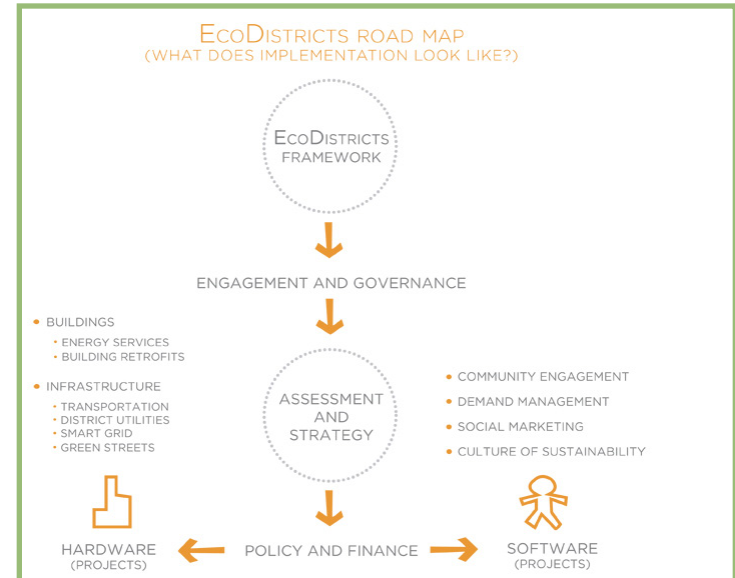 ECODISTRICTS ROAD MAP
(WHAT DOES IMPLEMENTATION LOOK LIKE?)
ECODISTRICTS
FRAMEWORK
ENGAGEMENT AND GOVERNANCE
• BUILDINGS
• ENERGY SERVICES
• BUILDING RETROFITS
• INFRASTRUCTURE
• TRANSPORTATION
• DISTRICT UTILITIES
• SMART GRID
• GREEN STREETS
ASSESSMENT
AND
STRATEGY
• COMMUNITY ENGAGEMENT
• DEMAND MANAGEMENT
• SOCIAL MARKETING
• CULTURE OF SUSTAINABILITY
HARDWARE
(PROJECTS)
POLICY AND FINANCE
SOFTWARE
(PROJECTS)